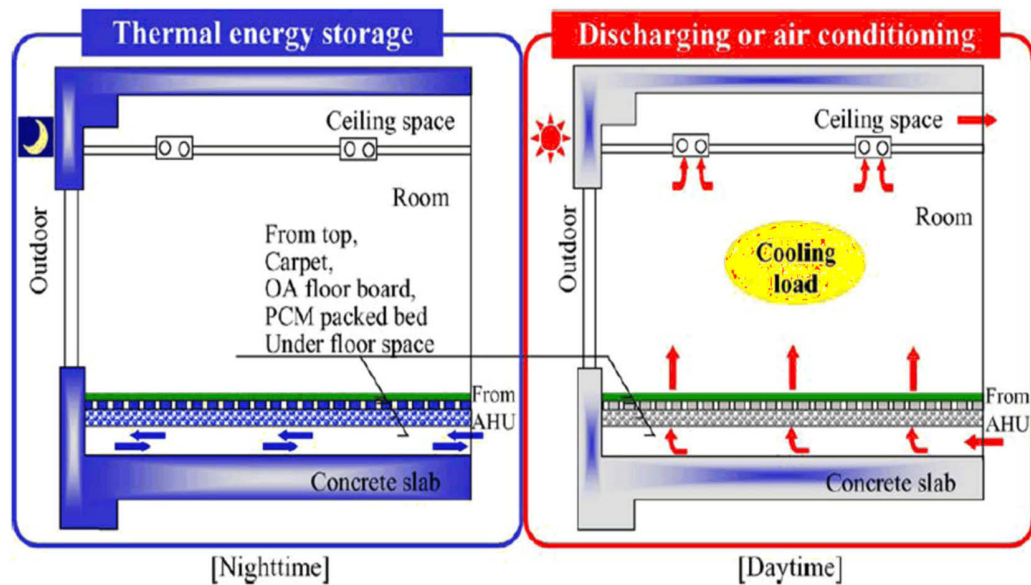 Thermal energy storage
Ceiling space
Room
Outdoor
From top,
Carpet,
OA floor board,
PCM packed bed
Under floor space
From
AHU
Concrete slab
[Nighttime]
Discharging or air conditioning
Ceiling space
Room
Outdoor
Cooling
load
From
AHU
Concrete slab
[Daytime]